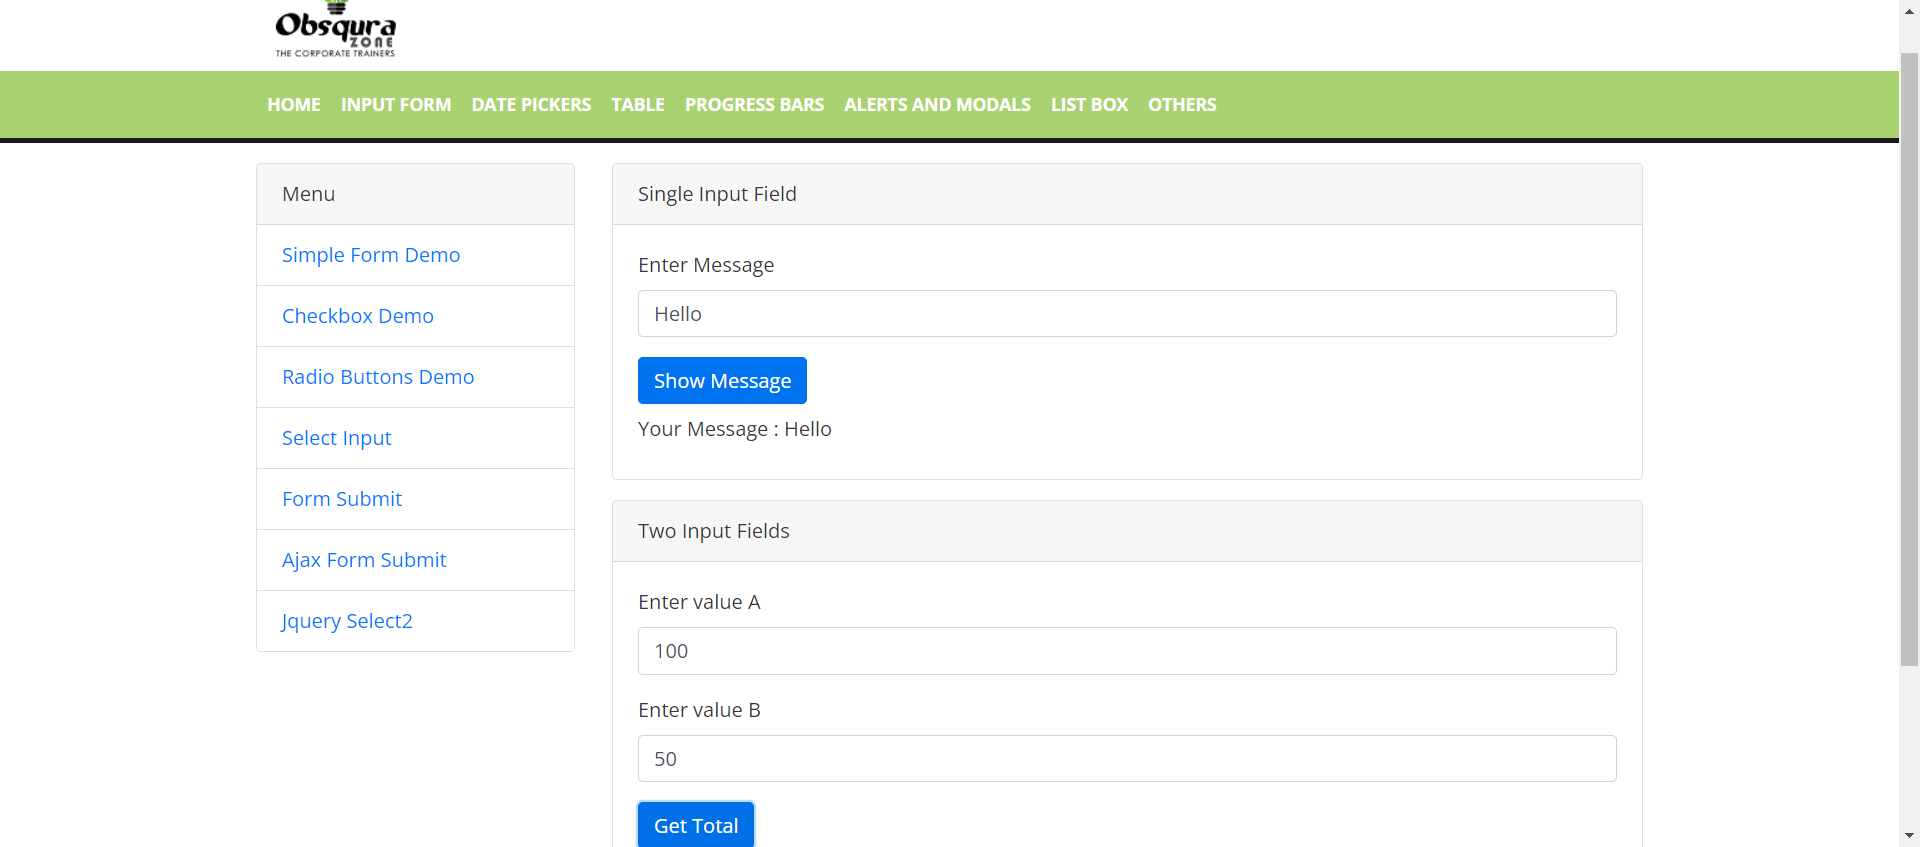 Obsqura
ZONE
THE CORPORATE TRAINERS
HOME INPUT FORM DATE PICKERS TABLE PROGRESS BARS ALERTS AND MODALS LIST BOX OTHERS
Menu
Simple Form Demo
Checkbox Demo
Radio Buttons Demo
Select Input
Form Submit
Ajax Form Submit
Jquery Select2
Single Input Field
Enter Message
Hello
Show Message
Your Message : Hello
Two Input Fields
Enter value A
100
Enter value B
50
Get Total